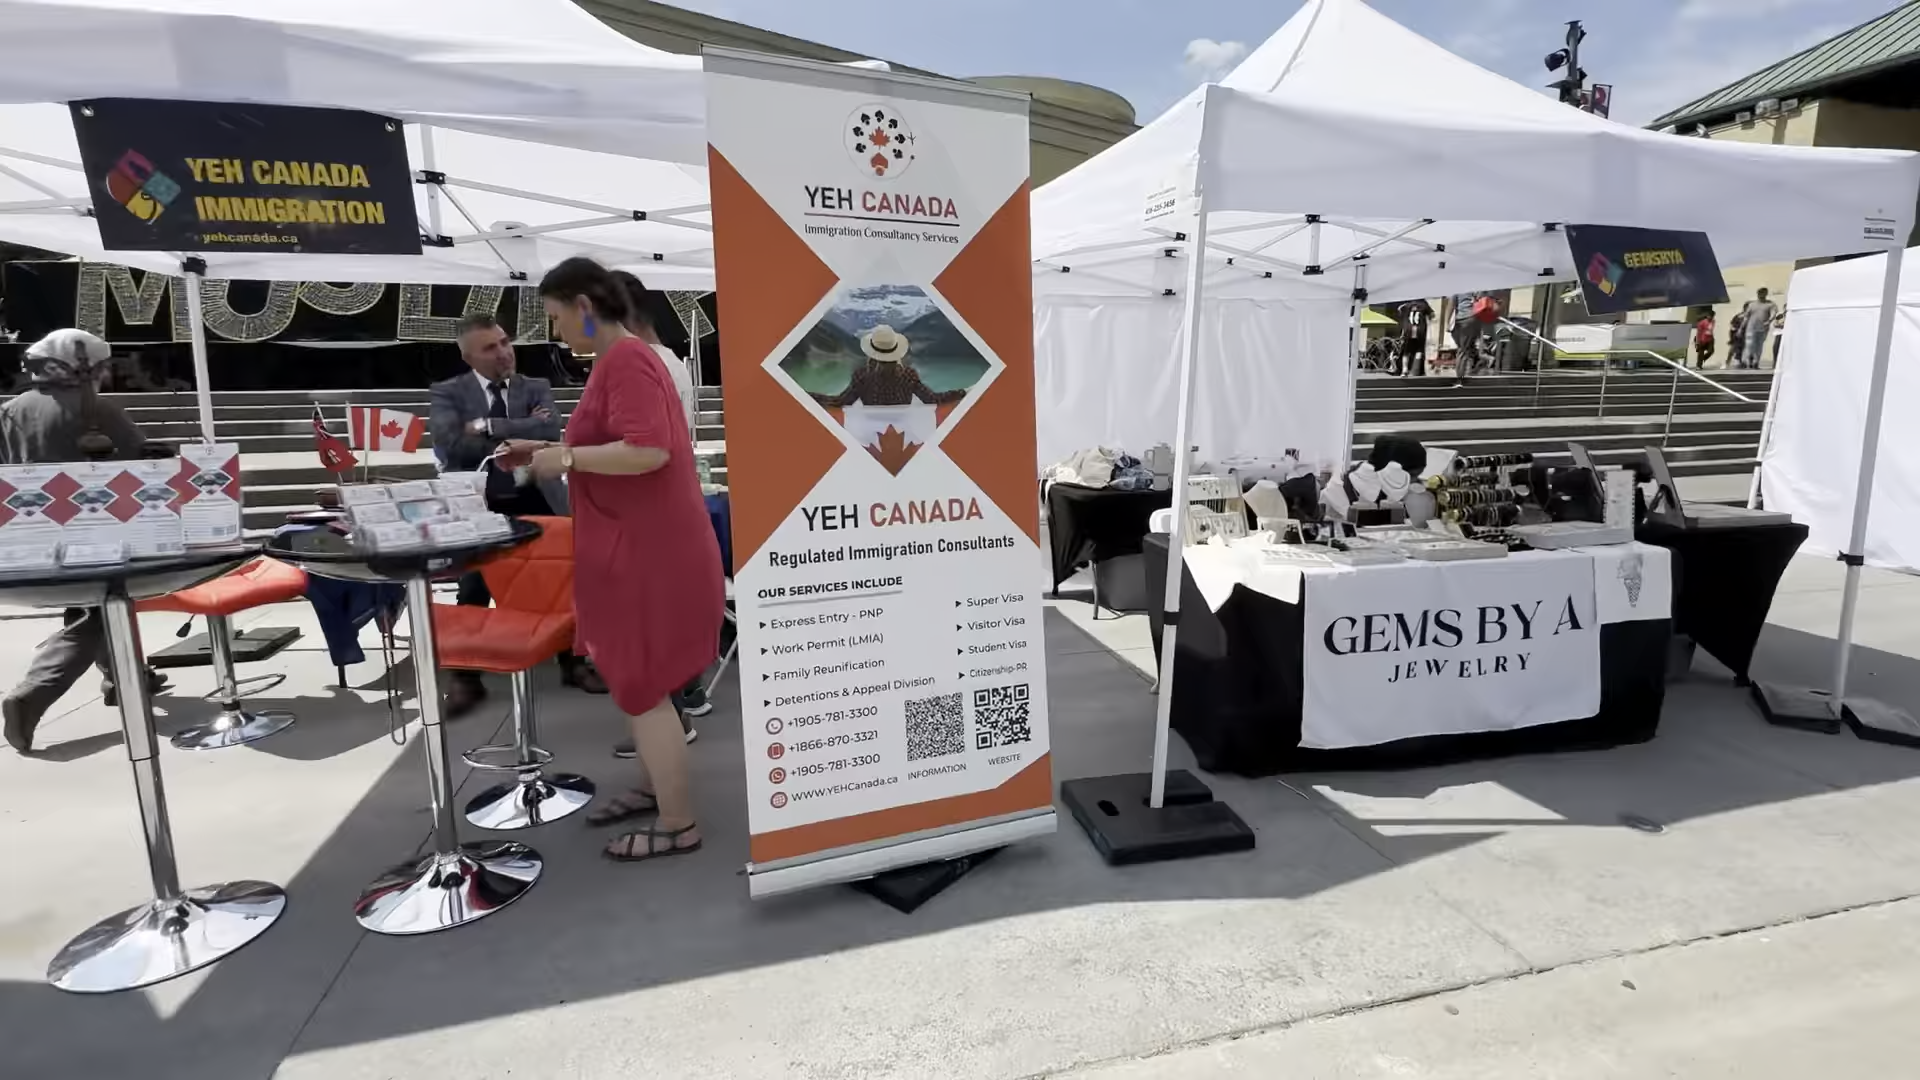 YEH CANADA
IMMIGRATION
yehcanada.ca
MUSLIM
YEH CANADA
Immigration Consultancy Services
YEH CANADA
Regulated Immigration Consultants
OUR SERVICES INCLUDE
Express Entry - PNP
Work Permit (LMIA)
Family Reunification
Detentions & Appeal Division
Super Visa
Visitor Visa
Student Visa
Citizenship-PR
+1905-781-3300
+1866-870-3321
+1905-781-3300
WWW.YEHCanada.ca
INFORMATION
WEBSITE
GEMSBYA
GEMS BY A
JEWELRY